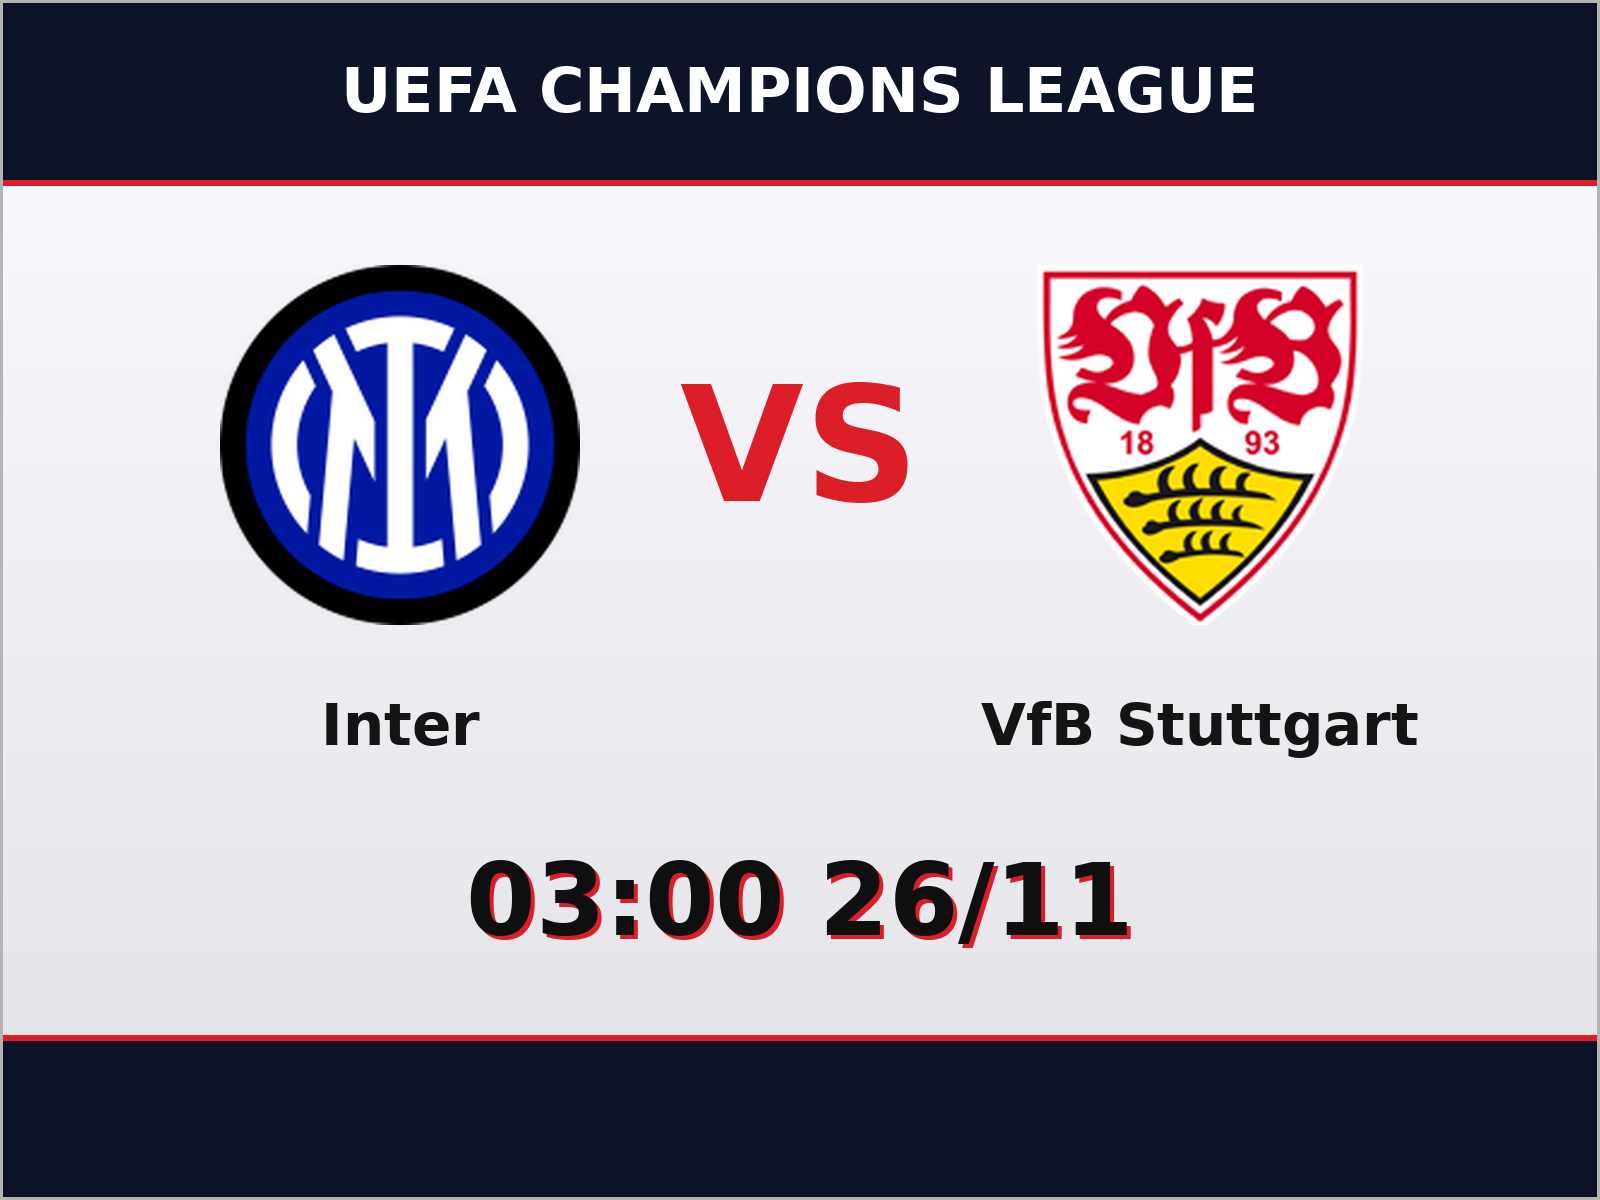 UEFA CHAMPIONS LEAGUE
VfB
VS
18 93
Inter
VfB Stuttgart
03:00 26/11